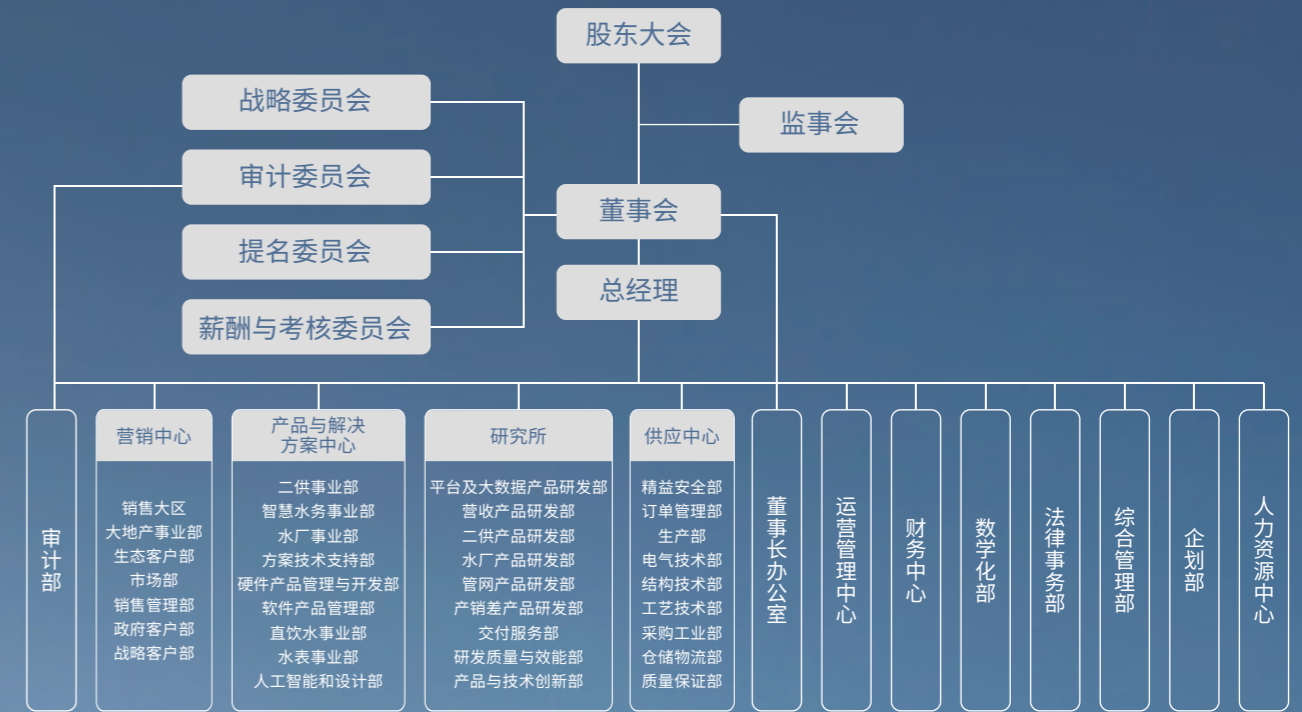 股东大会
监事会
战略委员会
审计委员会
提名委员会
薪酬与考核委员会
董事会
总经理
审计部
营销中心
销售大区
大地产事业部
生态客户部
市场部
销售管理部
政府客户部
战略客户部
产品与解决
方案中心
二供事业部
智慧水务事业部
水厂事业部
方案技术支持部
硬件产品管理与开发部
软件产品管理部
直饮水事业部
水表事业部
人工智能和设计部
研究所
平台及大数据产品研发部
营收产品研发部
二供产品研发部
水厂产品研发部
管网产品研发部
产销差产品研发部
交付服务部
研发质量与效能部
产品与技术创新部
供应中心
精益安全部
订单管理部
生产部
电气技术部
结构技术部
工艺技术部
采购工业部
仓储物流部
质量保证部
董事长办公室
运营管理中心
财务中心
数学化部
法律事务部
综合管理部
企划部
人力资源中心